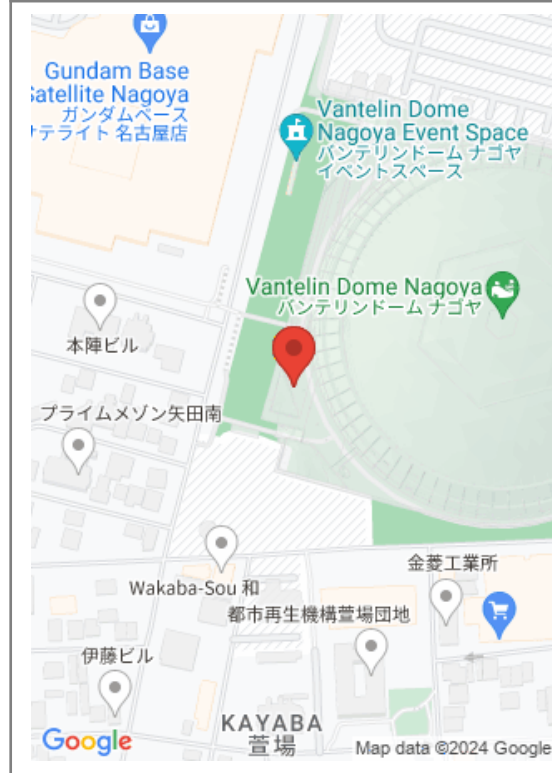 Gundam Base
Satellite Nagoya
ガンダムベース
サテライト 名古屋店
Vantelin Dome
Nagoya Event Space
バンテリンドーム ナゴヤ
イベントスペース
Vantelin Dome Nagoya
バンテリンドーム ナゴヤ
本陣ビル
プライムメゾン矢田南
Wakaba-Sou 和
金菱工業所
都市再生機構萱場団地
伊藤ビル
KAYABA
萱場
Google
Map data ©2024 Google